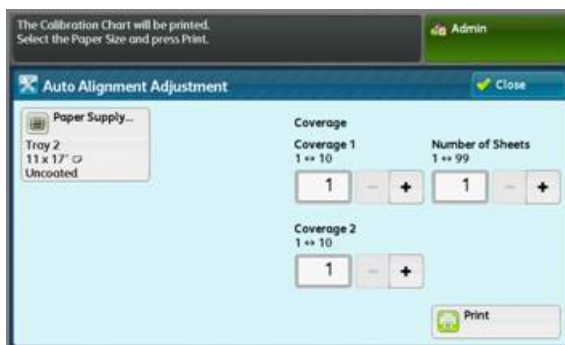 The Calibration Chart will be printed.
Select the Paper Size and press Print.
Admin
Auto Alignment Adjustment
Close
Paper Supply...
Tray 2
11 x 17"
Uncoated
Coverage
Coverage 1
1 ↔ 10
1 − +
Number of Sheets
1 ↔ 99
1 − +
Coverage 2
1 ↔ 10
1 − +
Print